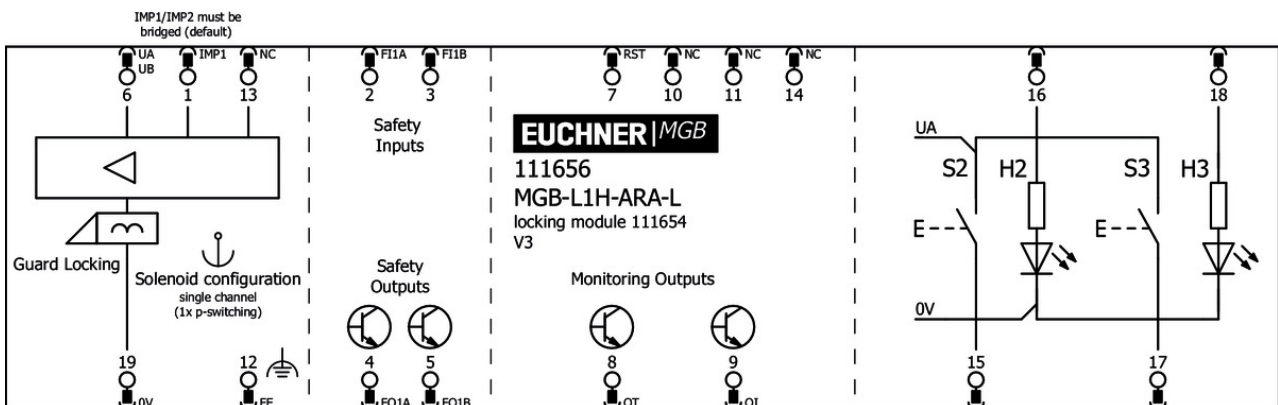 IMP1/IMP2 must be
bridged (default)
UA
UB
IMP1
NC
FI1A
FI1B
RST
NC
NC
NC
6
1
13
2
3
7
10
11
14
16
18
Safety
Inputs
EUCHNER|MGB
111656
MGB-L1H-ARA-L
locking module 111654
V3
UA
S2
H2
S3
H3
E
E
Guard Locking
Solenoid configuration
single channel
(1x p-switching)
Safety
Outputs
Monitoring Outputs
0V
19
12
4
5
8
9
15
17
0V
FE
FO1A
FO1B
OT
OI